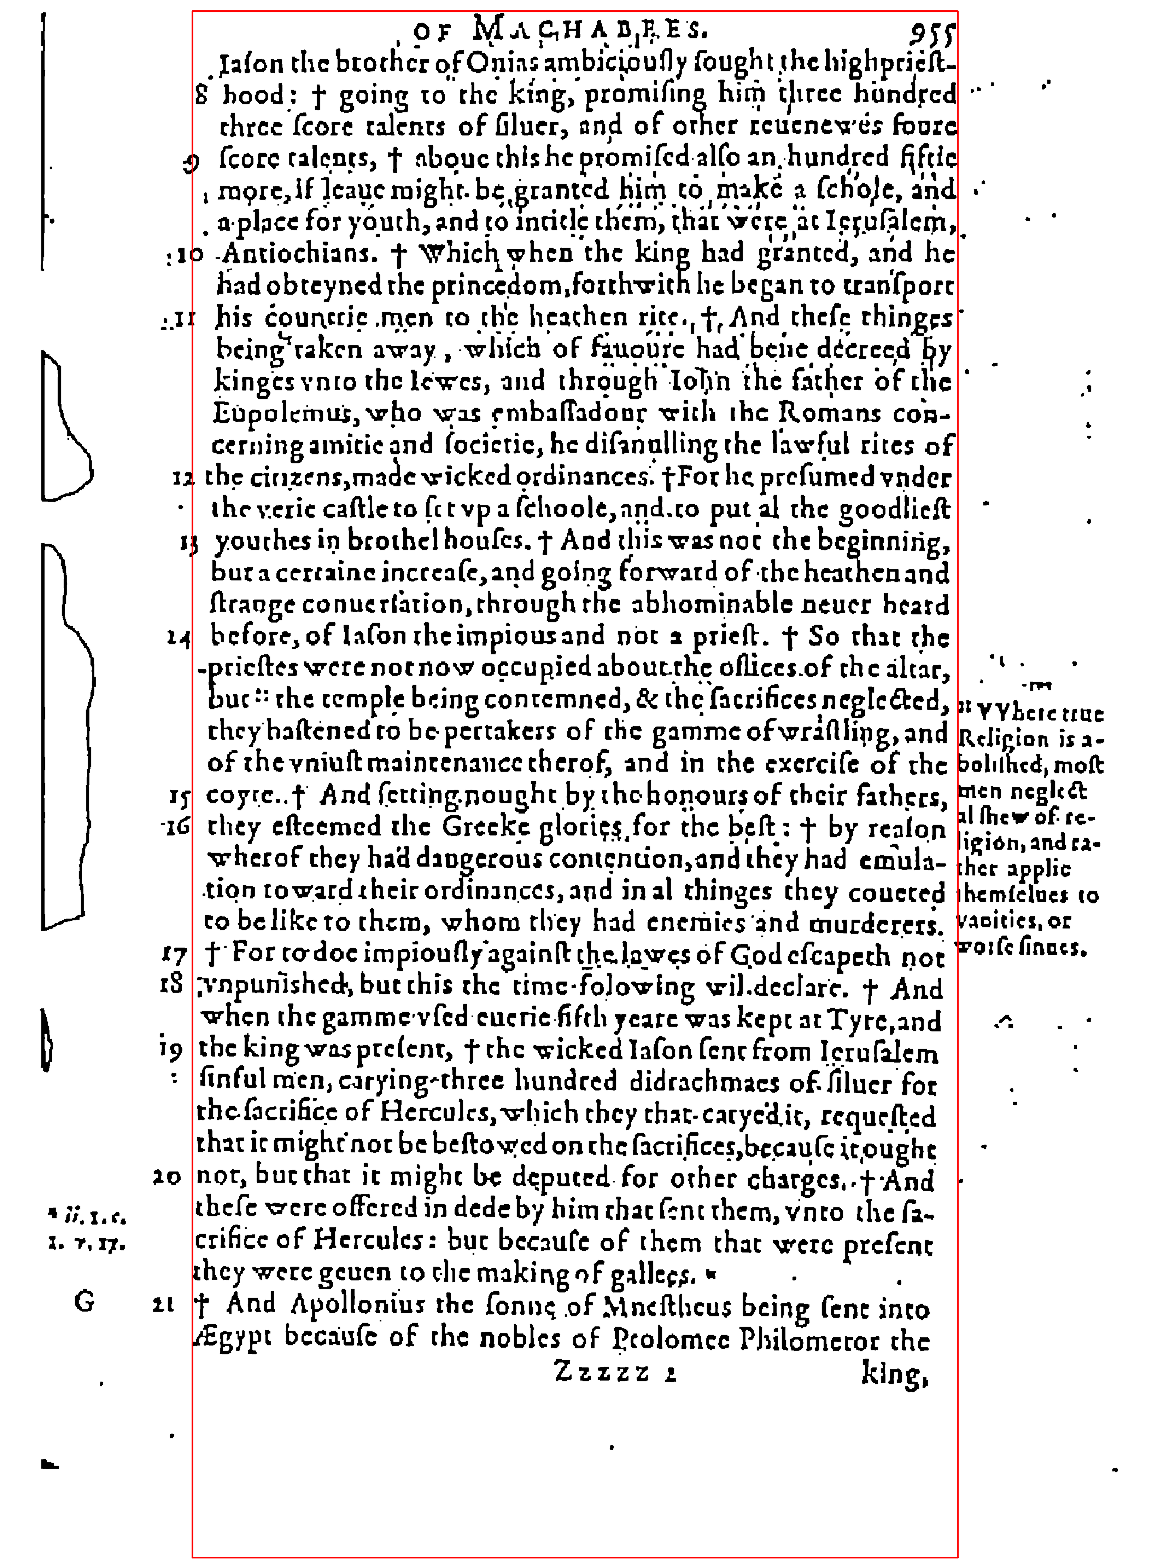 OF MACHABEES. 955
Iaſon the brother of Onias ambiciouſly ſought the highprieſt-
8 hood: † going to the king, promiſing him three hundred
three ſcore talents of ſiluer, and of other reuenewes foure
9 ſcore talents, † aboue this he promiſed alſo an hundred fiftie
more, if leaue might be granted him to make a ſchole, and
a place for youth, and to intitle them, that were at Ieruſalem,
10 Antiochians. † Which when the king had granted, and he
had obteyned the princedom, forthwith he began to tranſport
11 his countrie men to the heathen rite. † And theſe thinges
being taken away, which of fauoure had bene decreed by
kinges vnto the Iewes, and through Iohn the father of the
Eupolemus, who was embaſſadour with the Romans con-
cerning amitie and ſocietie, he diſanulling the lawful rites of
12 the citizens, made wicked ordinances. † For he preſumed vnder
the verie caſtle to ſet vp a ſchoole, and to put al the goodlieſt
13 youthes in brothel houſes. † And this was not the beginning,
but a certaine increaſe, and going forward of the heathen and
ſtrange conuerſation, through the abhominable neuer heard
14 before, of Iaſon the impious and not a prieſt. † So that the
prieſtes were not now occupied about the offices of the altar,
but :: the temple being contemned, & the ſacrifices neglected,
they haſtened to be pertakers of the gamme of wraſtling, and
of the vniuſt maintenance therof, and in the exerciſe of the
15 coyte. † And ſetting nought by the honours of their fathers,
16 they eſteemed the Greeke glories for the beſt: † by reaſon
wherof they had dangerous contention, and they had emula-
tion toward their ordinances, and in al thinges they coueted
to be like to them, whom they had enemies and murderers.
17 † For to doe impiouſly againſt the lawes of God eſcapeth not
18 vnpuniſhed, but this the time folowing wil declare. † And
when the gamme vſed euerie fifth yeare was kept at Tyre, and
19 the king was preſent, † the wicked Iaſon ſent from Ieruſalem
ſinful men, carying three hundred didrachmaes of ſiluer for
the ſacrifice of Hercules, which they that caryed it, requeſted
that it might not be beſtowed on the ſacrifices, becauſe it ought
20 not, but that it might be deputed for other charges. † And
theſe were offered in dede by him that ſent them, vnto the ſa-
crifice of Hercules: but becauſe of them that were preſent
they were geuen to the making of galleys. "
21 † And Apollonius the ſonne of Mneſtheus being ſent into
Ægypt becauſe of the nobles of Ptolomee Philometor the
Zzzzz 2 king,
:: VVhere true
Religion is a-
boliſhed, moſt
men neglect
al ſhew of re-
ligion, and ra-
ther applie
themſelues to
vanities, or
worſe ſinnes.
" ii. 1. c.
1. v. 17.
G